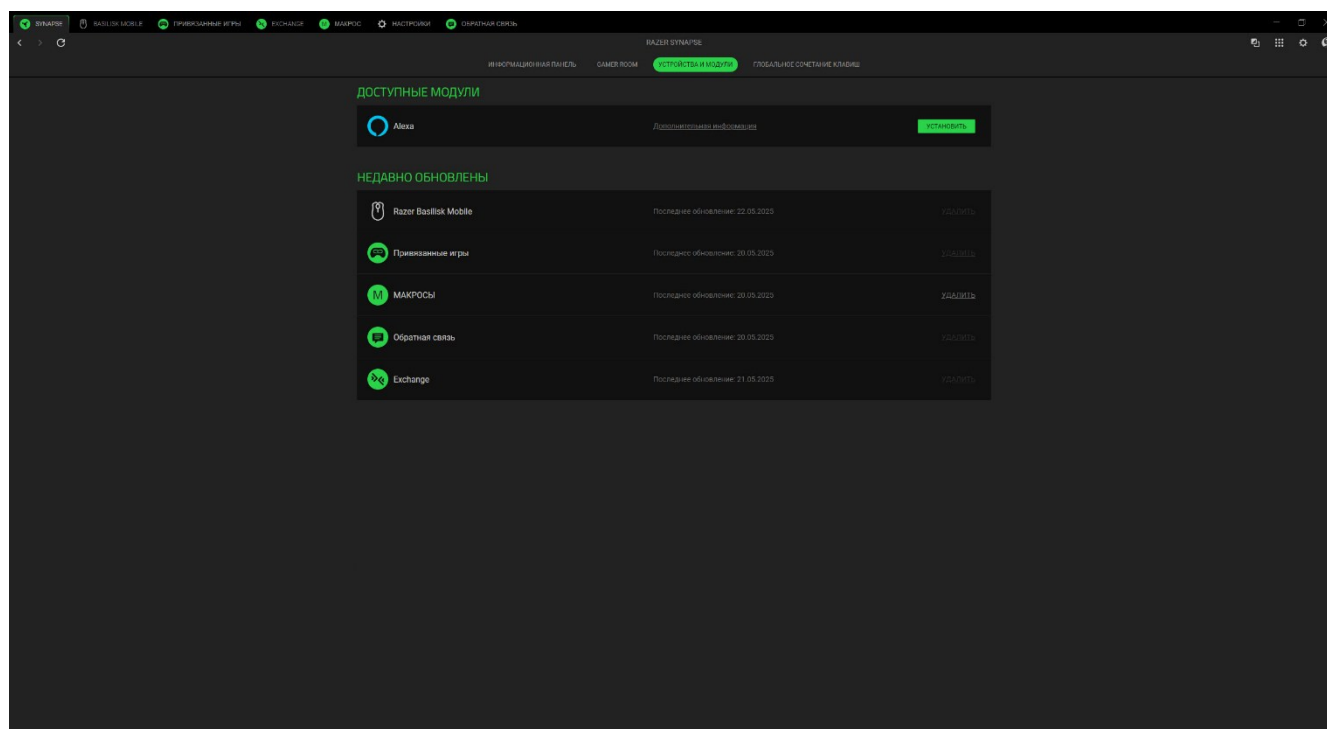 SYNAPSE BASILISK MOBILE ПРИВЯЗАННЫЕ ИГРЫ EXCHANGE МАКРОС НАСТРОЙКИ ОБРАТНАЯ СВЯЗЬ
RAZER SYNAPSE
ИНФОРМАЦИОННАЯ ПАНЕЛЬ GAMER ROOM УСТРОЙСТВА И МОДУЛИ ГЛОБАЛЬНОЕ СОЧЕТАНИЕ КЛАВИШ
ДОСТУПНЫЕ МОДУЛИ
Alexa Дополнительная информация УСТАНОВИТЬ
НЕДАВНО ОБНОВЛЕНЫ
Razer Basilisk Mobile Последнее обновление: 22.05.2025 УДАЛИТЬ
Привязанные игры Последнее обновление: 20.05.2025 УДАЛИТЬ
M МАКРОСЫ Последнее обновление: 20.05.2025 УДАЛИТЬ
Обратная связь Последнее обновление: 20.05.2025 УДАЛИТЬ
Exchange Последнее обновление: 21.05.2025 УДАЛИТЬ